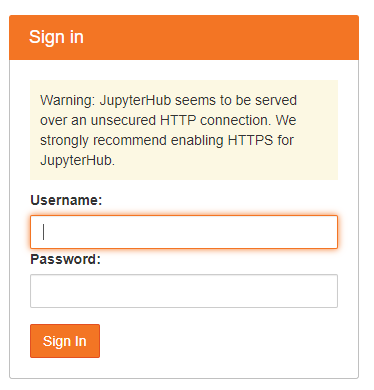 Sign in
Warning: JupyterHub seems to be served
over an unsecured HTTP connection. We
strongly recommend enabling HTTPS for
JupyterHub.
Username:
Password:
Sign In